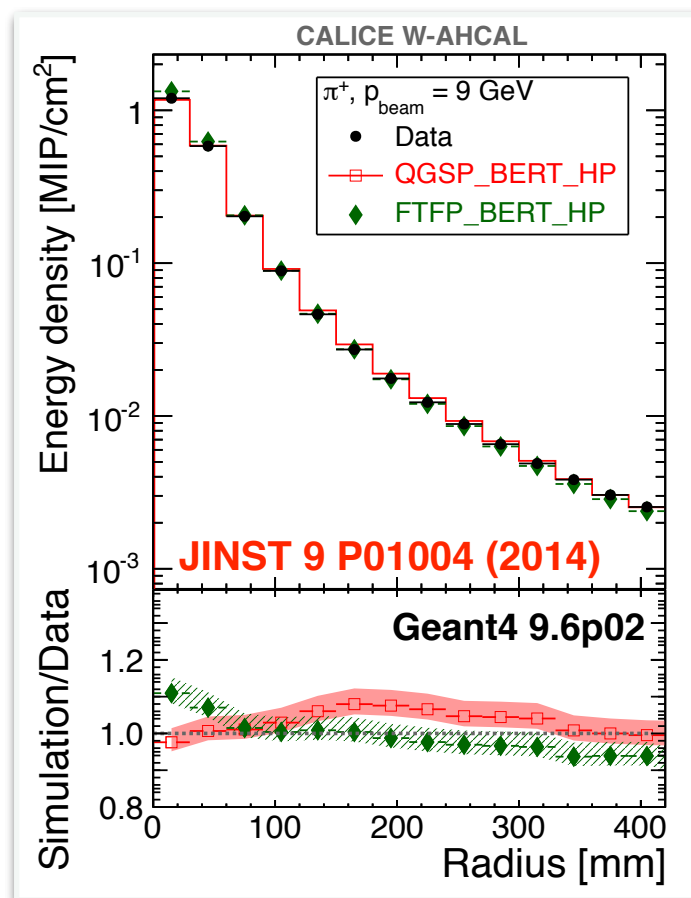 CALICE W-AHCAL
Energy density [MIP/cm²]
1
10⁻¹
10⁻²
10⁻³
π⁺, p_beam = 9 GeV
Data
QGSP_BERT_HP
FTFP_BERT_HP
JINST 9 P01004 (2014)
Simulation/Data
1.2
1.0
0.8
Geant4 9.6p02
0 100 200 300 400
Radius [mm]